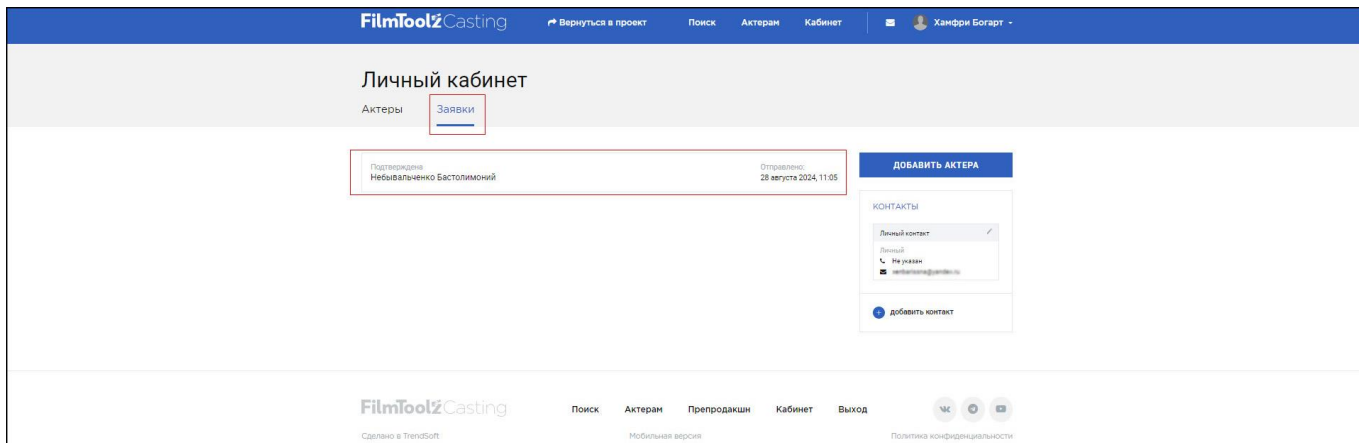 FilmToolz Casting Вернуться в проект Поиск Актерам Кабинет Хамфри Богарт
Личный кабинет
Актеры Заявки
Подтверждена Отправлено:
Небывальченко Бастолимоний 28 августа 2024, 11:05
ДОБАВИТЬ АКТЕРА
КОНТАКТЫ
Личный контакт
Личный
Не указан
добавить контакт
FilmToolz Casting Поиск Актерам Препродакшн Кабинет Выход
Сделано в TrendSoft Мобильная версия Политика конфиденциальности